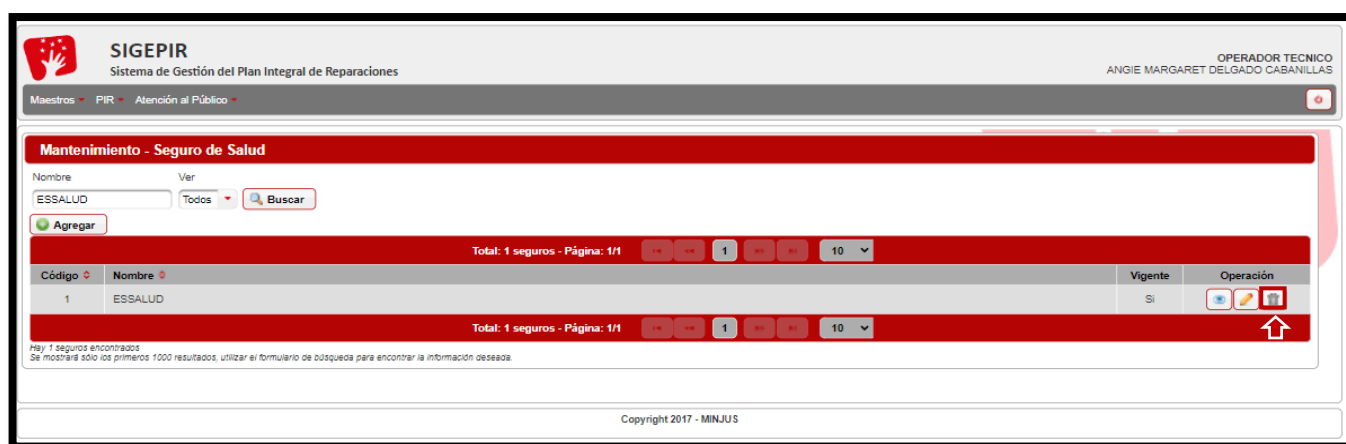 SIGEPIR
Sistema de Gestión del Plan Integral de Reparaciones
OPERADOR TECNICO
ANGIE MARGARET DELGADO CABANILLAS
Maestros PIR Atención al Público
Mantenimiento - Seguro de Salud
Nombre Ver
ESSALUD Todos Buscar
Agregar
Total: 1 seguros - Página: 1/1 1 10
Código Nombre Vigente Operación
1 ESSALUD Si
Total: 1 seguros - Página: 1/1 1 10
Hay 1 seguros encontrados
Se mostrará sólo los primeros 1000 resultados, utilizar el formulario de búsqueda para encontrar la información deseada.
Copyright 2017 - MINJUS